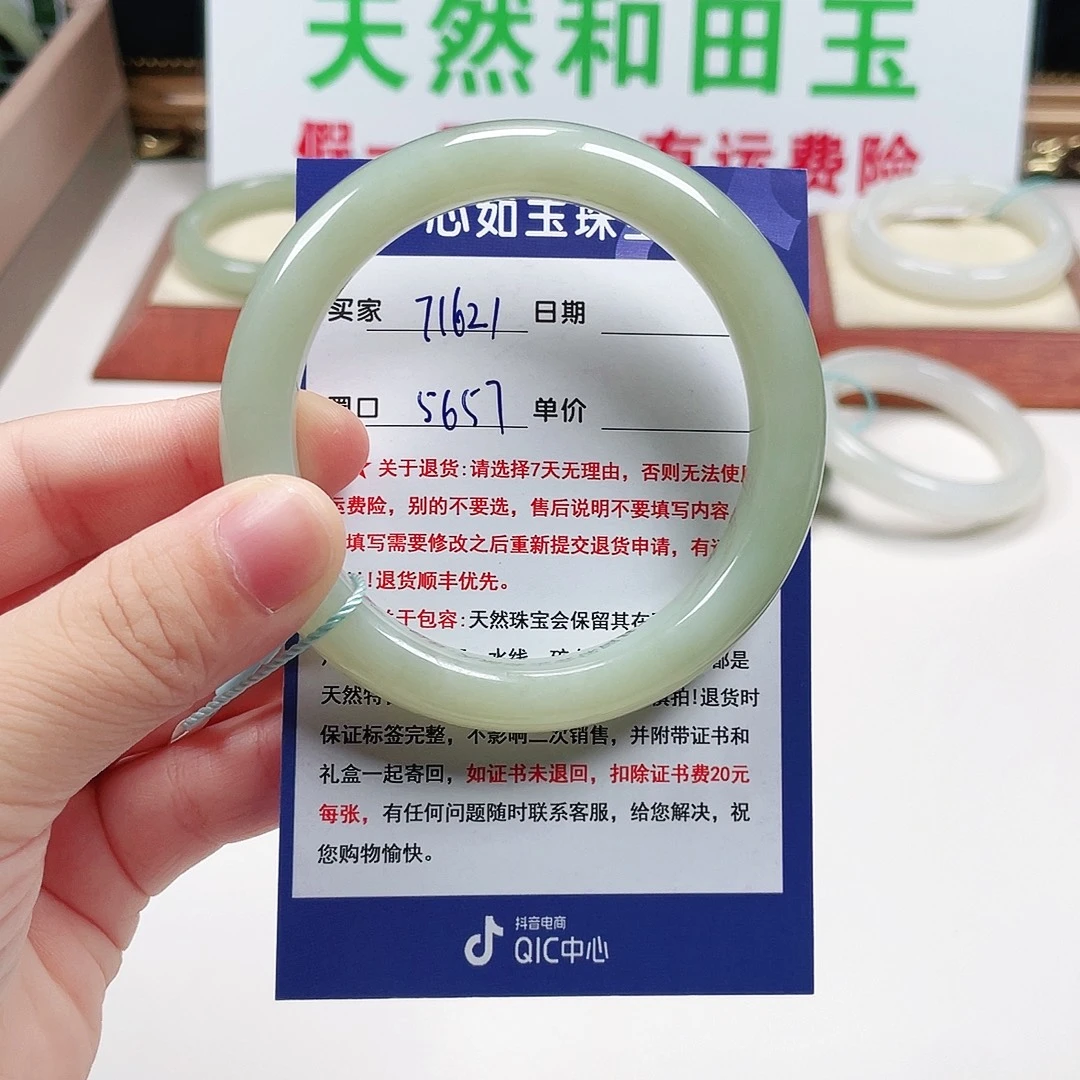 天然和田玉
假一 有运费险
心如玉珠
买家 71621 日期
圈口 5657 单价
关于退货:请选择7天无理由，否则无法使
运费险，别的不要选，售后说明不要填写内容
填写需要修改之后重新提交退货申请，有
!退货顺丰优先。
关于包容:天然珠宝会保留其在
水线、 都是
天然特 慎拍!退货时
保证标签完整，不影响二次销售，并附带证书和
礼盒一起寄回，如证书未退回，扣除证书费20元
每张，有任何问题随时联系客服，给您解决，祝
您购物愉快。
抖音电商
QIC中心